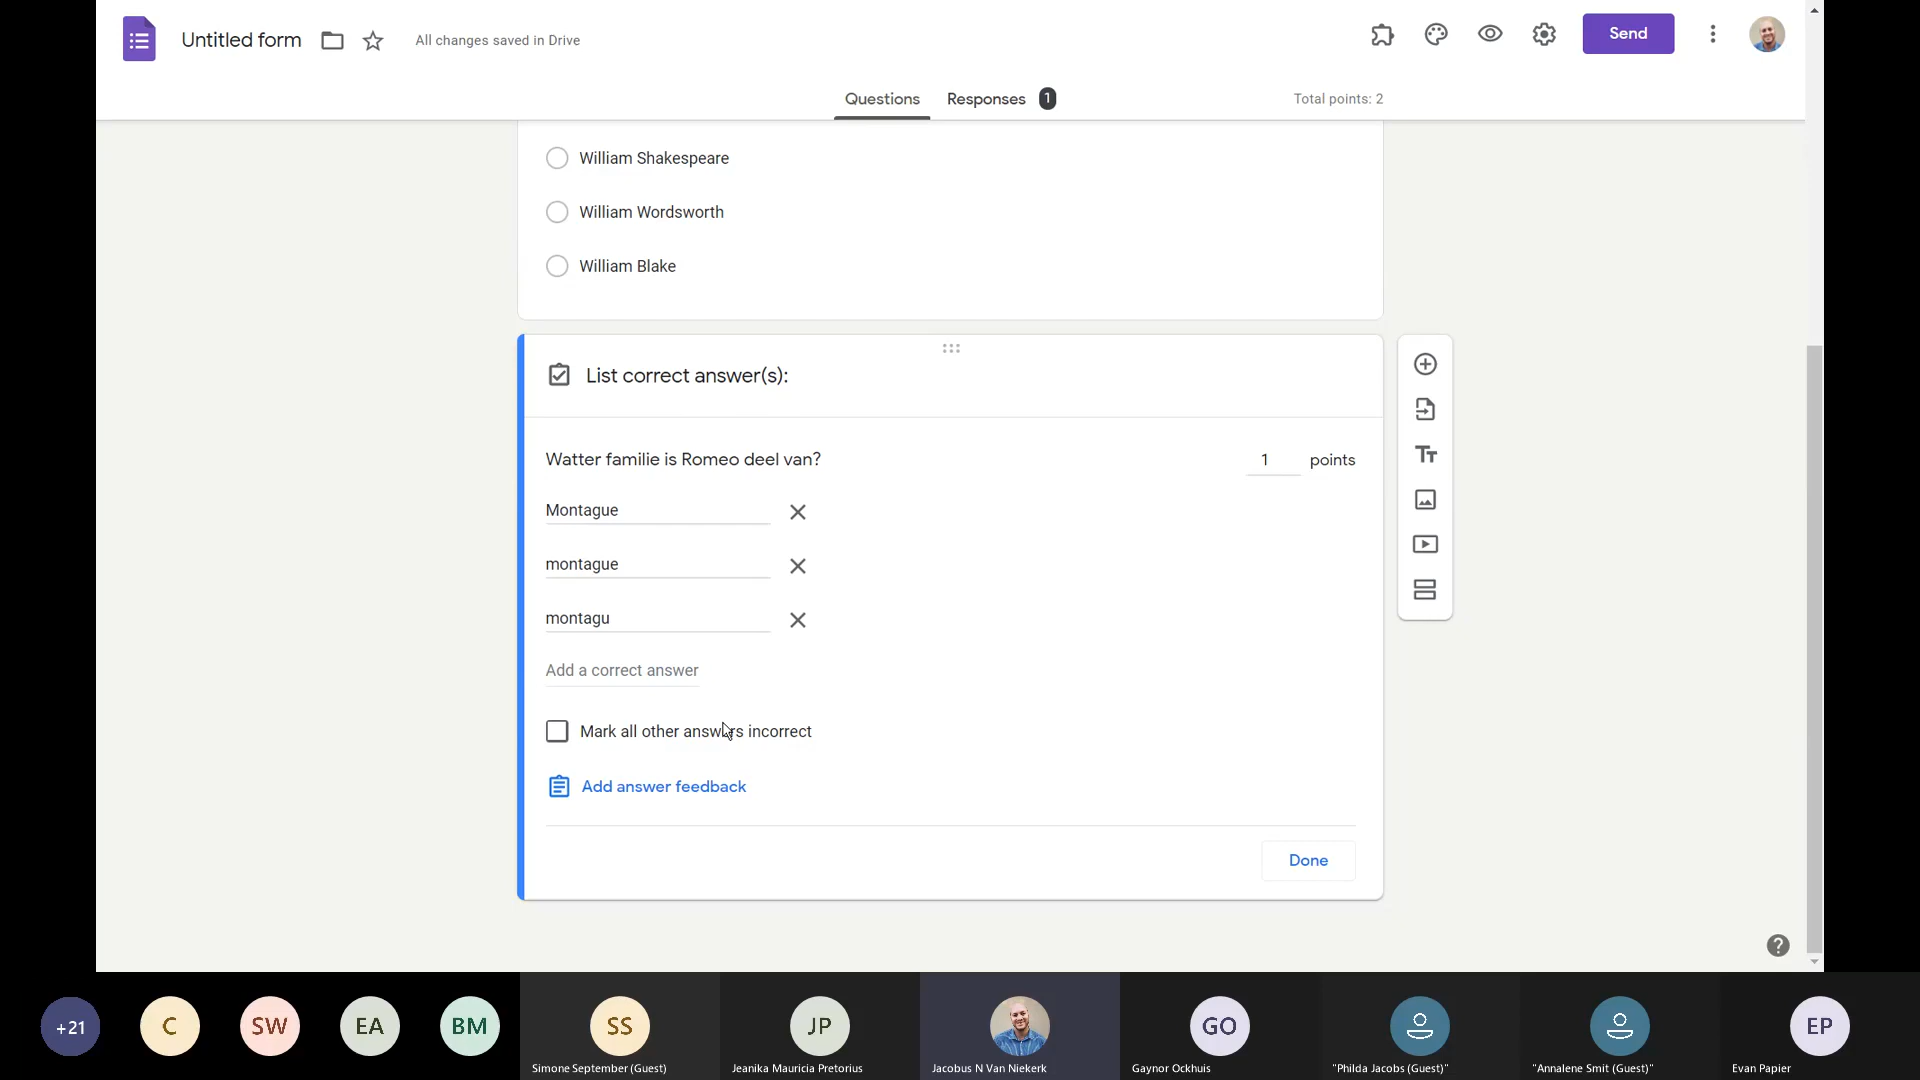 Untitled form
All changes saved in Drive
Send
Questions
Responses 1
Total points: 2
William Shakespeare
William Wordsworth
William Blake
List correct answer(s):
Watter familie is Romeo deel van?
1 points
Montague
montague
montagu
Add a correct answer
Mark all other answers incorrect
Add answer feedback
Done
+21
C
SW
EA
BM
SS
JP
GO
EP
Simone September (Guest)
Jeanika Mauricia Pretorius
Jacobus N Van Niekerk
Gaynor Ockhuis
"Philda Jacobs (Guest)"
"Annalene Smit (Guest)"
Evan Papier